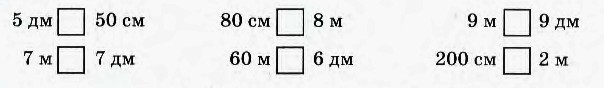 5 дм □ 50 см 80 см □ 8 м 9 м □ 9 дм
7 м □ 7 дм 60 м □ 6 дм 200 см □ 2 м